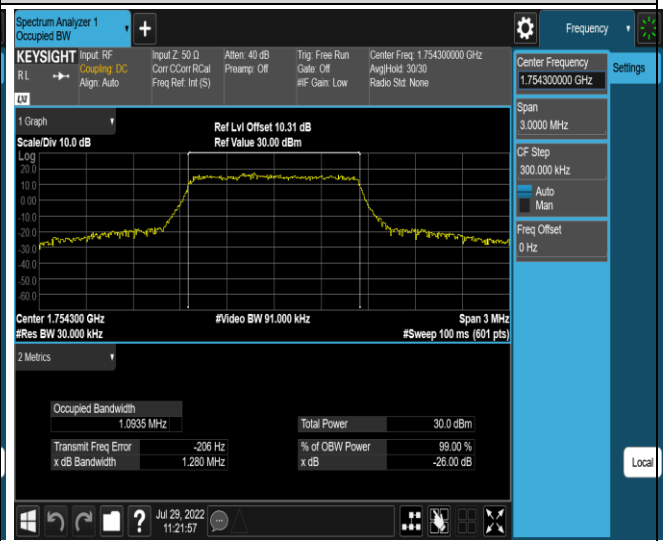 Spectrum Analyzer 1
Occupied BW
+
Frequency
KEYSIGHT
RL
LXI
Input: RF
Coupling: DC
Align: Auto
Input Z: 50 Ω
Corr CCorr RCal
Freq Ref: Int (S)
Atten: 40 dB
Preamp: Off
Trig: Free Run
Gate: Off
#IF Gain: Low
Center Freq: 1.754300000 GHz
Avg|Hold: 30/30
Radio Std: None
Center Frequency
1.754300000 GHz
Settings
Span
3.0000 MHz
CF Step
300.000 kHz
Auto
Man
Freq Offset
0 Hz
1 Graph
Scale/Div 10.0 dB
Ref Lvl Offset 10.31 dB
Ref Value 30.00 dBm
Log
20.0
10.0
0.00
-10.0
-20.0
-30.0
-40.0
-50.0
-60.0
Center 1.754300 GHz
#Video BW 91.000 kHz
Span 3 MHz
#Res BW 30.000 kHz
#Sweep 100 ms (601 pts)
2 Metrics
Occupied Bandwidth
1.0935 MHz
Total Power 30.0 dBm
Transmit Freq Error -206 Hz
% of OBW Power 99.00 %
x dB Bandwidth 1.280 MHz
x dB -26.00 dB
Local
?
Jul 29, 2022
11:21:57